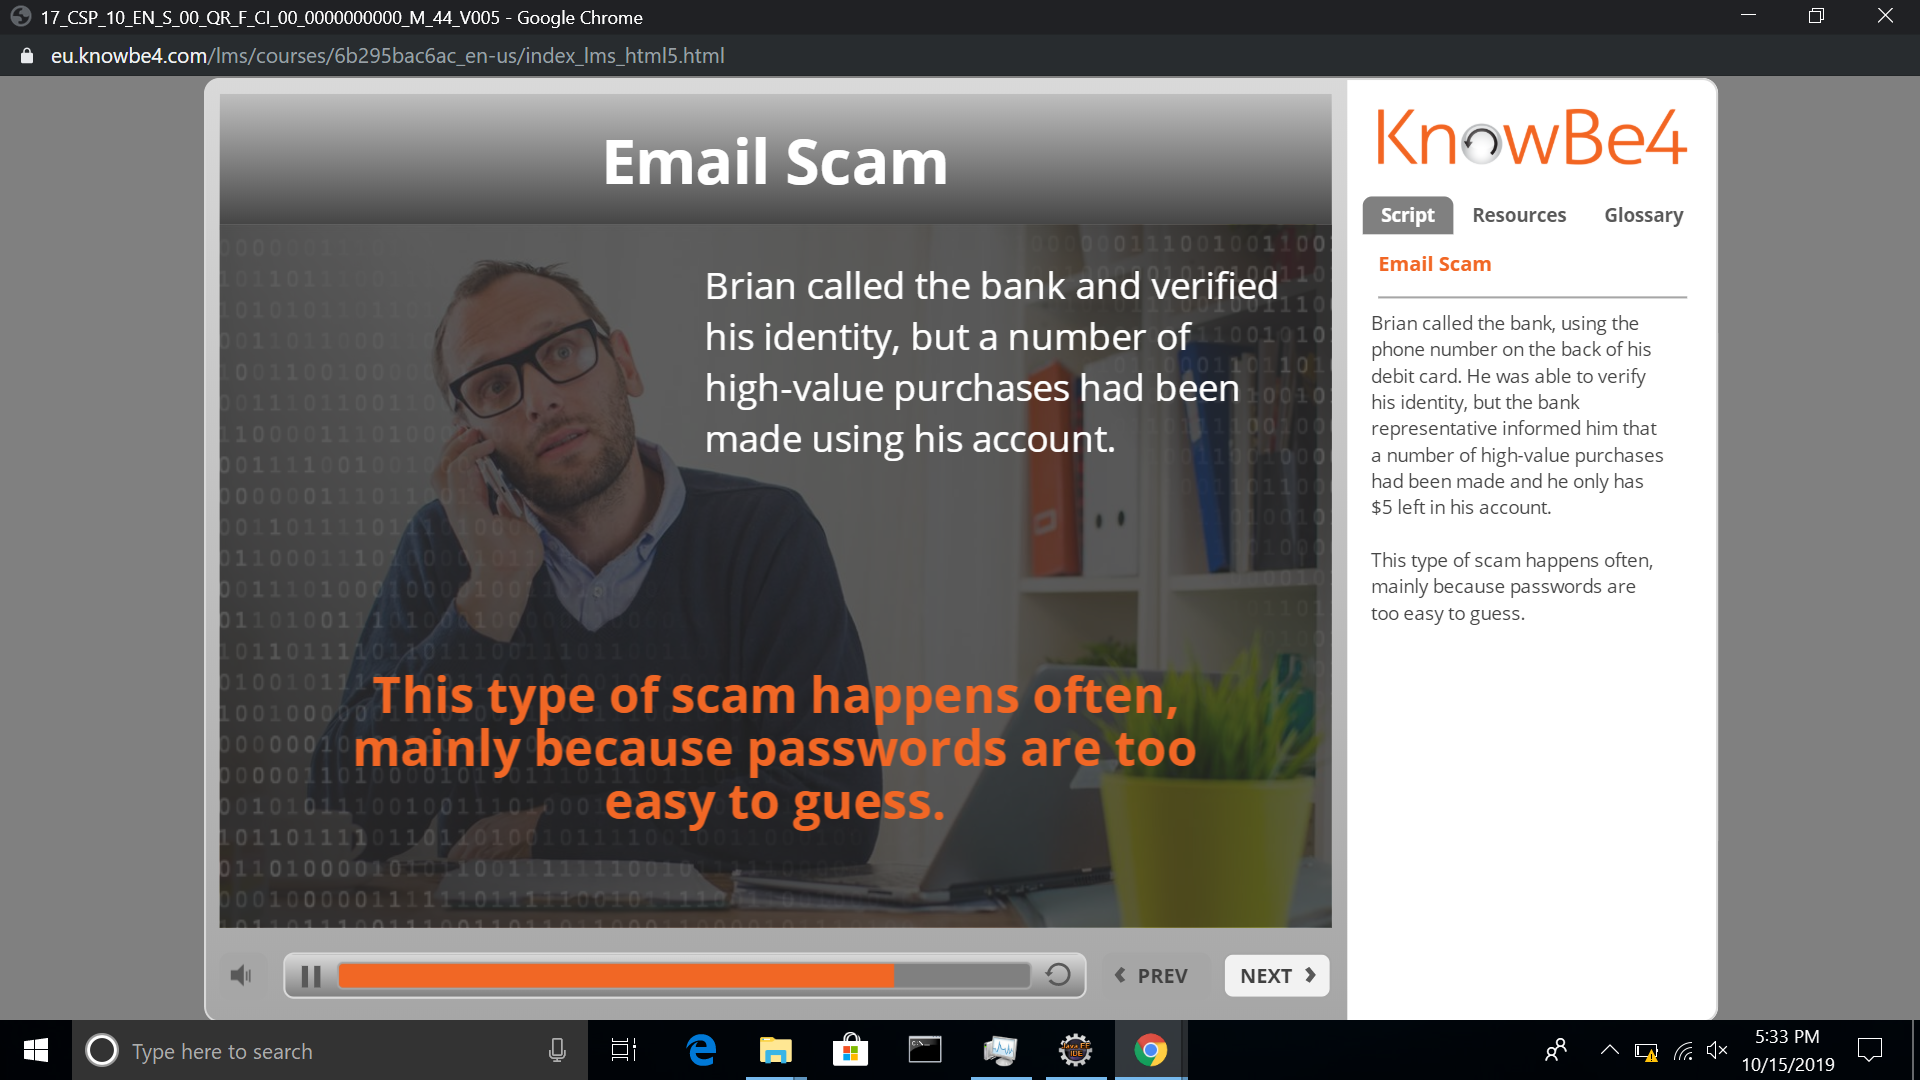 17_CSP_10_EN_S_00_QR_F_CI_00_0000000000_M_44_V005 - Google Chrome
eu.knowbe4.com/lms/courses/6b295bac6ac_en-us/index_lms_html5.html
Email Scam
Brian called the bank and verified
his identity, but a number of
high-value purchases had been
made using his account.
This type of scam happens often,
mainly because passwords are too
easy to guess.
PREV
NEXT
KnowBe4
Script Resources Glossary
Email Scam
Brian called the bank, using the
phone number on the back of his
debit card. He was able to verify
his identity, but the bank
representative informed him that
a number of high-value purchases
had been made and he only has
$5 left in his account.
This type of scam happens often,
mainly because passwords are
too easy to guess.
Type here to search
Java EE
IDE
5:33 PM
10/15/2019